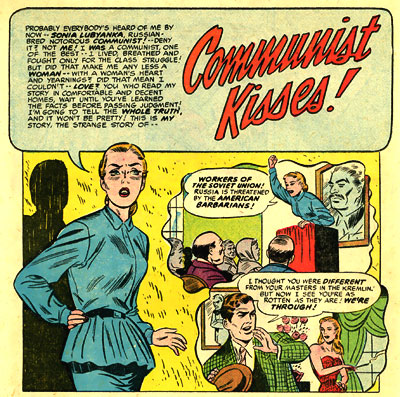 PROBABLY EVERYBODY'S HEARD OF ME BY
NOW -- SONIA LUBYANKA, RUSSIAN-
BRED NOTORIOUS COMMUNIST! -- DENY
IT? NOT ME! I WAS A COMMUNIST, ONE
OF THE BEST -- I LIVED, BREATHED AND
FOUGHT ONLY FOR THE CLASS STRUGGLE!
BUT DID THAT MAKE ME ANY LESS A
WOMAN -- WITH A WOMAN'S HEART
AND YEARNINGS? DID THAT MEAN I
COULDN'T -- LOVE? YOU WHO READ MY
STORY IN COMFORTABLE AND DECENT
HOMES, WAIT UNTIL YOU'VE LEARNED
THE FACTS BEFORE PASSING JUDGMENT!
I'M GOING TO TELL THE WHOLE TRUTH,
AND IT WON'T BE PRETTY! THIS IS MY
STORY, THE STRANGE STORY OF --
Communist
Kisses!
WORKERS OF
THE SOVIET UNION!
RUSSIA IS THREATENED
BY THE AMERICAN
BARBARIANS!
I THOUGHT YOU WERE DIFFERENT
FROM YOUR MASTERS IN THE KREMLIN,
BUT NOW I SEE YOU'RE AS
ROTTEN AS THEY ARE! WE'RE
THROUGH!